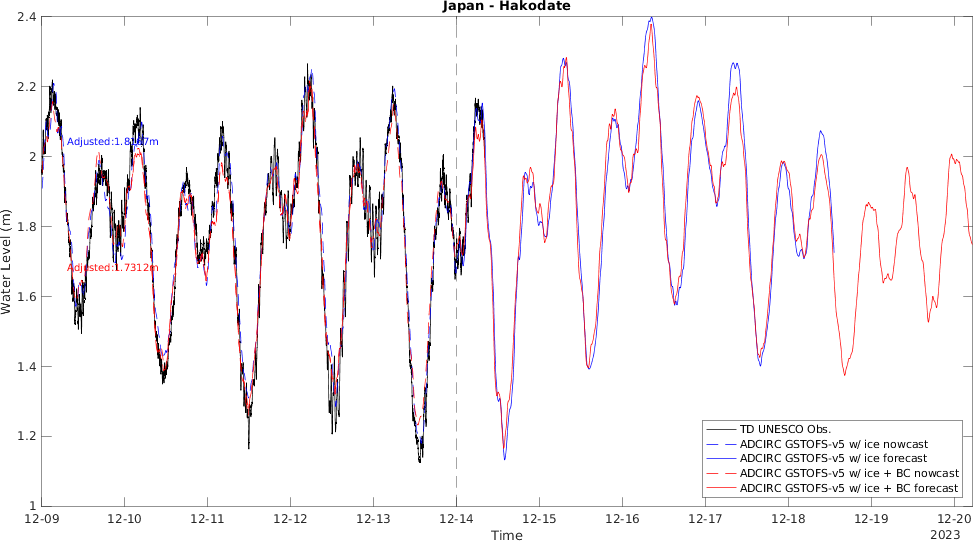 Japan - Hakodate
Water Level (m)
2.4
2.2
2
1.8
1.6
1.4
1.2
1
Adjusted:1.7312m
12-09
12-10
12-11
12-12
12-13
12-14
12-15
12-16
12-17
12-18
12-19
12-20
2023
Time
TD UNESCO Obs.
ADCIRC GSTOFS-v5 w/ ice nowcast
ADCIRC GSTOFS-v5 w/ ice forecast
ADCIRC GSTOFS-v5 w/ ice + BC nowcast
ADCIRC GSTOFS-v5 w/ ice + BC forecast